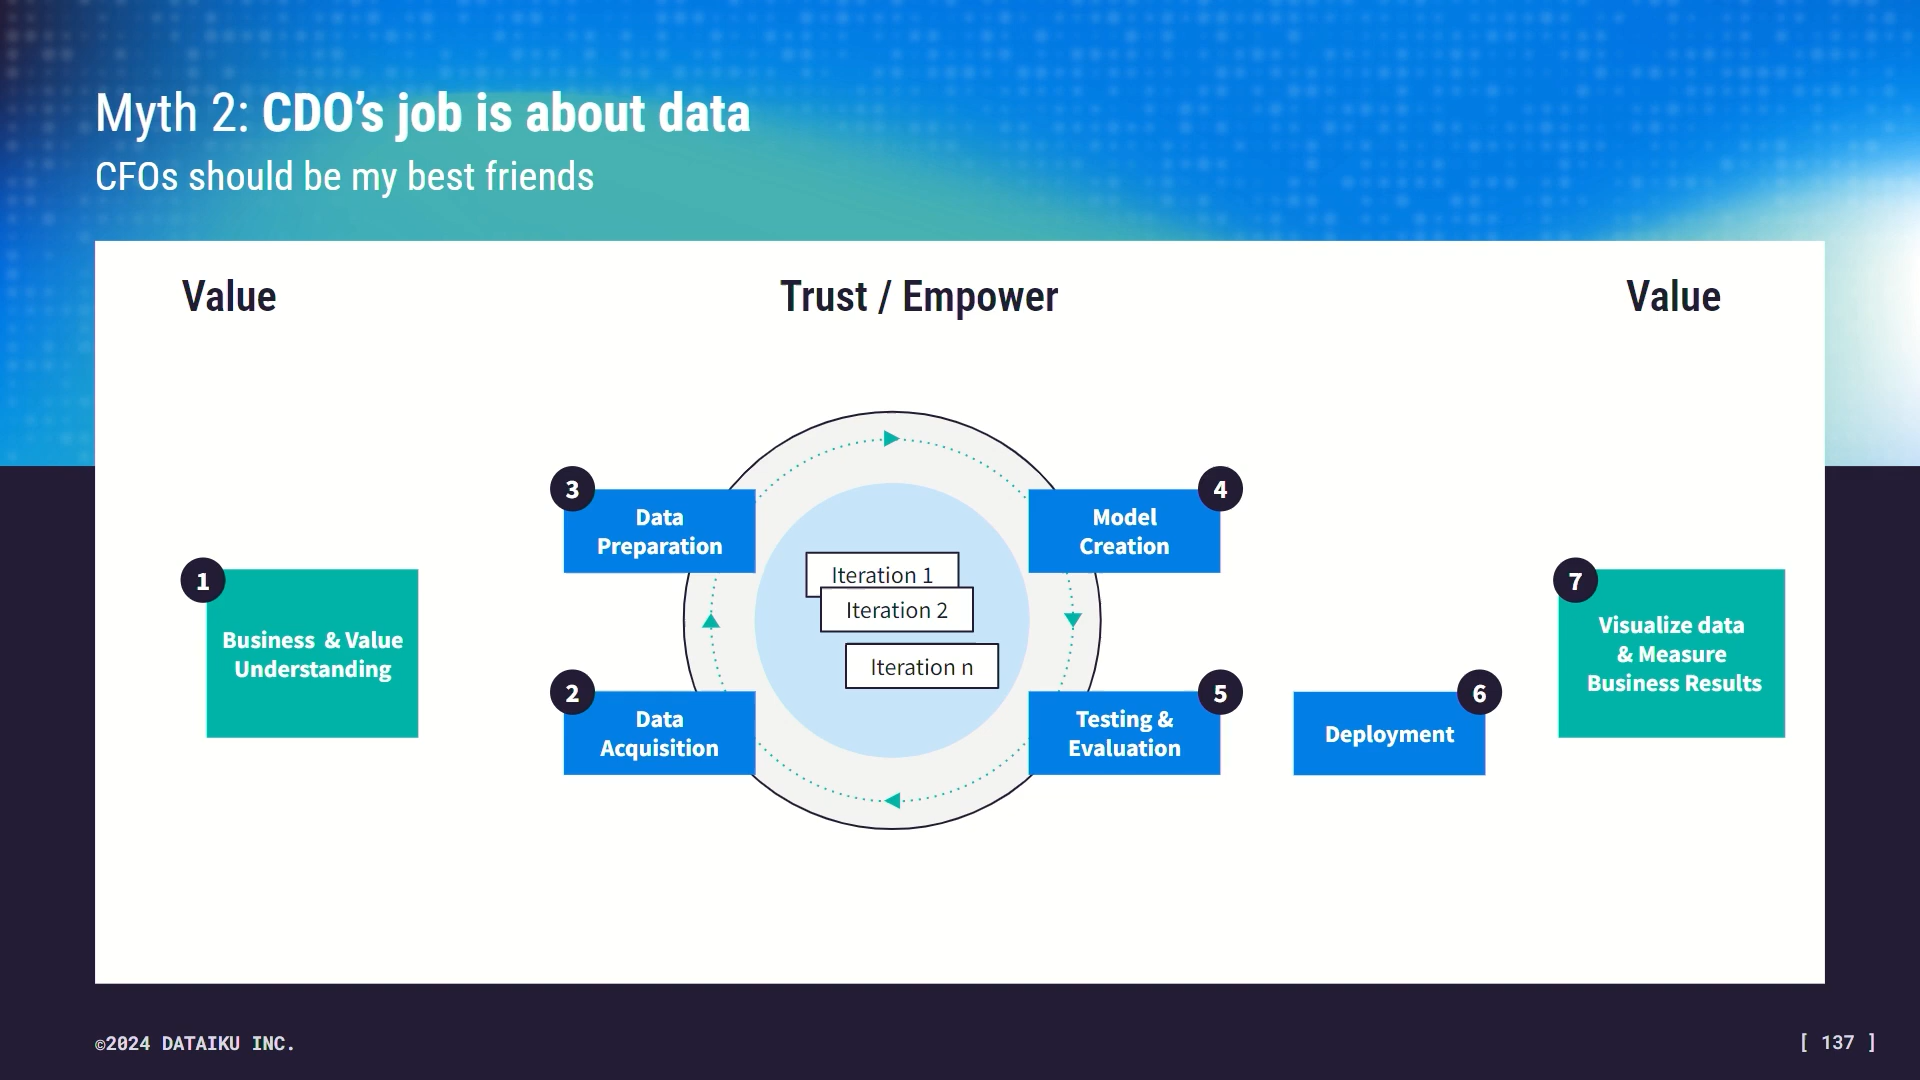 Myth 2: CDO’s job is about data
CFOs should be my best friends
Value
Trust / Empower
Value
1
Business & Value
Understanding
2
Data
Acquisition
3
Data
Preparation
Iteration 1
Iteration 2
Iteration n
4
Model
Creation
5
Testing &
Evaluation
6
Deployment
7
Visualize data
& Measure
Business Results
©2024 DATAIKU INC.
[ 137 ]